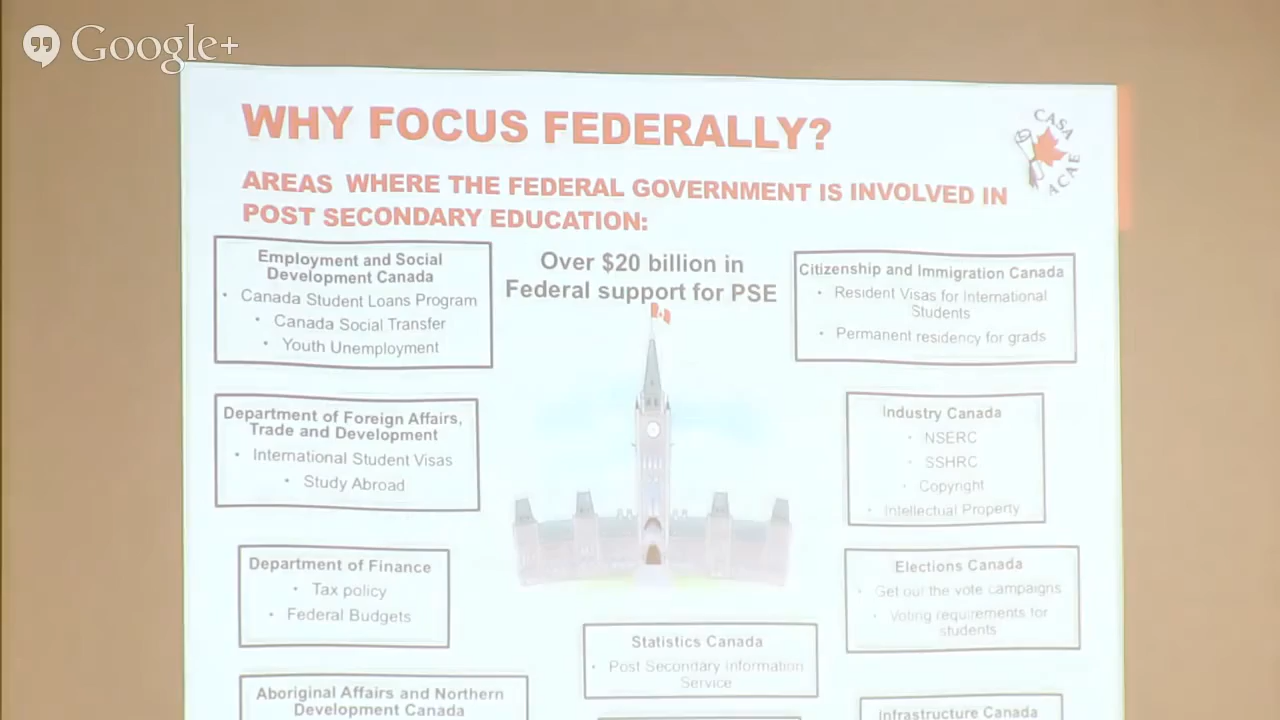 Google+
WHY FOCUS FEDERALLY?
CASA
ACAE
AREAS WHERE THE FEDERAL GOVERNMENT IS INVOLVED IN
POST SECONDARY EDUCATION:
Employment and Social
Development Canada
• Canada Student Loans Program
• Canada Social Transfer
• Youth Unemployment
Over $20 billion in
Federal support for PSE
Citizenship and Immigration Canada
• Resident Visas for International
Students
• Permanent residency for grads
Department of Foreign Affairs,
Trade and Development
• International Student Visas
• Study Abroad
Industry Canada
• NSERC
• SSHRC
• Copyright
• Intellectual Property
Department of Finance
• Tax policy
• Federal Budgets
Elections Canada
• Get out the vote campaigns
• Voting requirements for
students
Statistics Canada
• Post Secondary Information
Service
Aboriginal Affairs and Northern
Development Canada
Infrastructure Canada